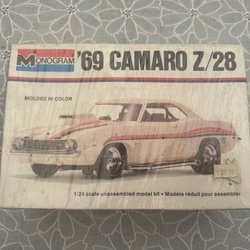 MONOGRAM
'69 CAMARO Z/28
MOLDED IN COLOR
1/24 scale unassembled model kit • Modèle réduit pour assembler